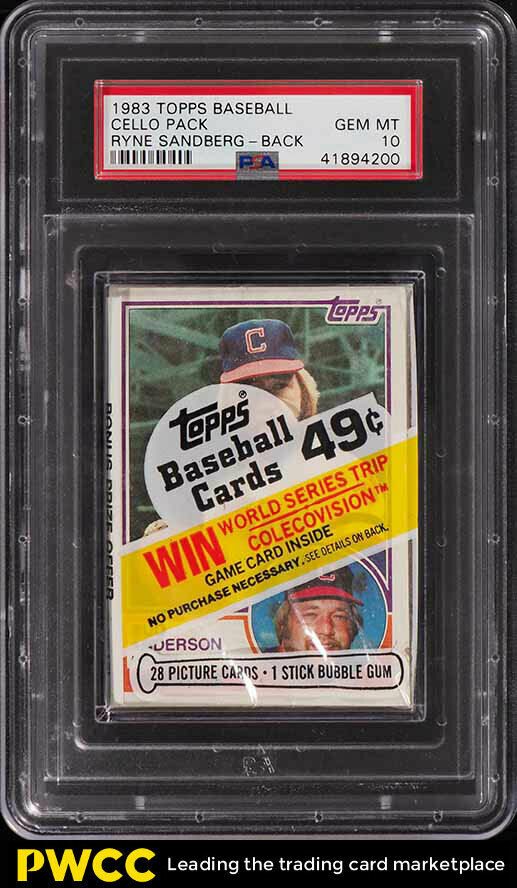 1983 TOPPS BASEBALL
CELLO PACK GEM MT
RYNE SANDBERG - BACK 10
PSA 41894200
TOPPS®
C
TOPPS®
Baseball
Cards 49¢
WIN WORLD SERIES TRIP
COLECOVISION™
GAME CARD INSIDE
NO PURCHASE NECESSARY. SEE DETAILS ON BACK.
BONUS PRIZE OFFER
DERSON
28 PICTURE CARDS • 1 STICK BUBBLE GUM
PWCC Leading the trading card marketplace